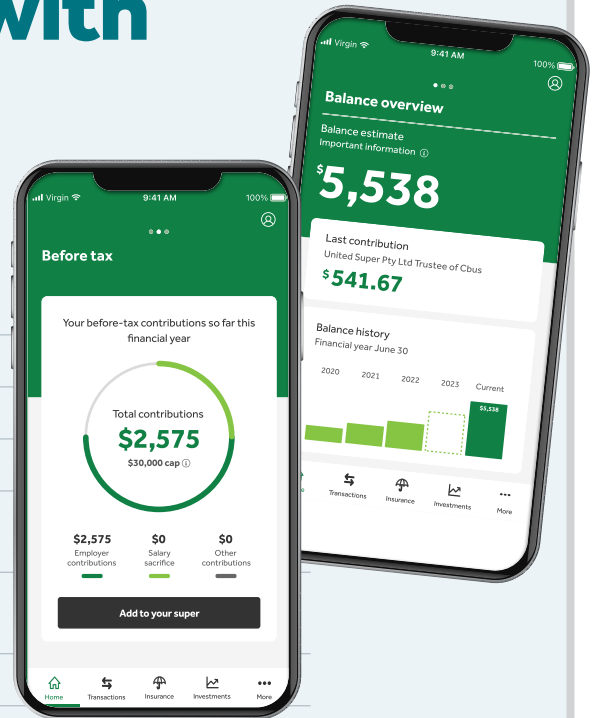 with
Virgin
9:41 AM
100%
Balance overview
Balance estimate
Important information
$5,538
Last contribution
United Super Pty Ltd Trustee of Cbus
$541.67
Balance history
Financial year June 30
2020 2021 2022 2023 Current
$5,538
Transactions Insurance Investments More
Virgin
9:41 AM
100%
Before tax
Your before-tax contributions so far this
financial year
Total contributions
$2,575
$30,000 cap
$2,575 $0 $0
Employer Salary Other
contributions sacrifice contributions
Add to your super
Home Transactions Insurance Investments More